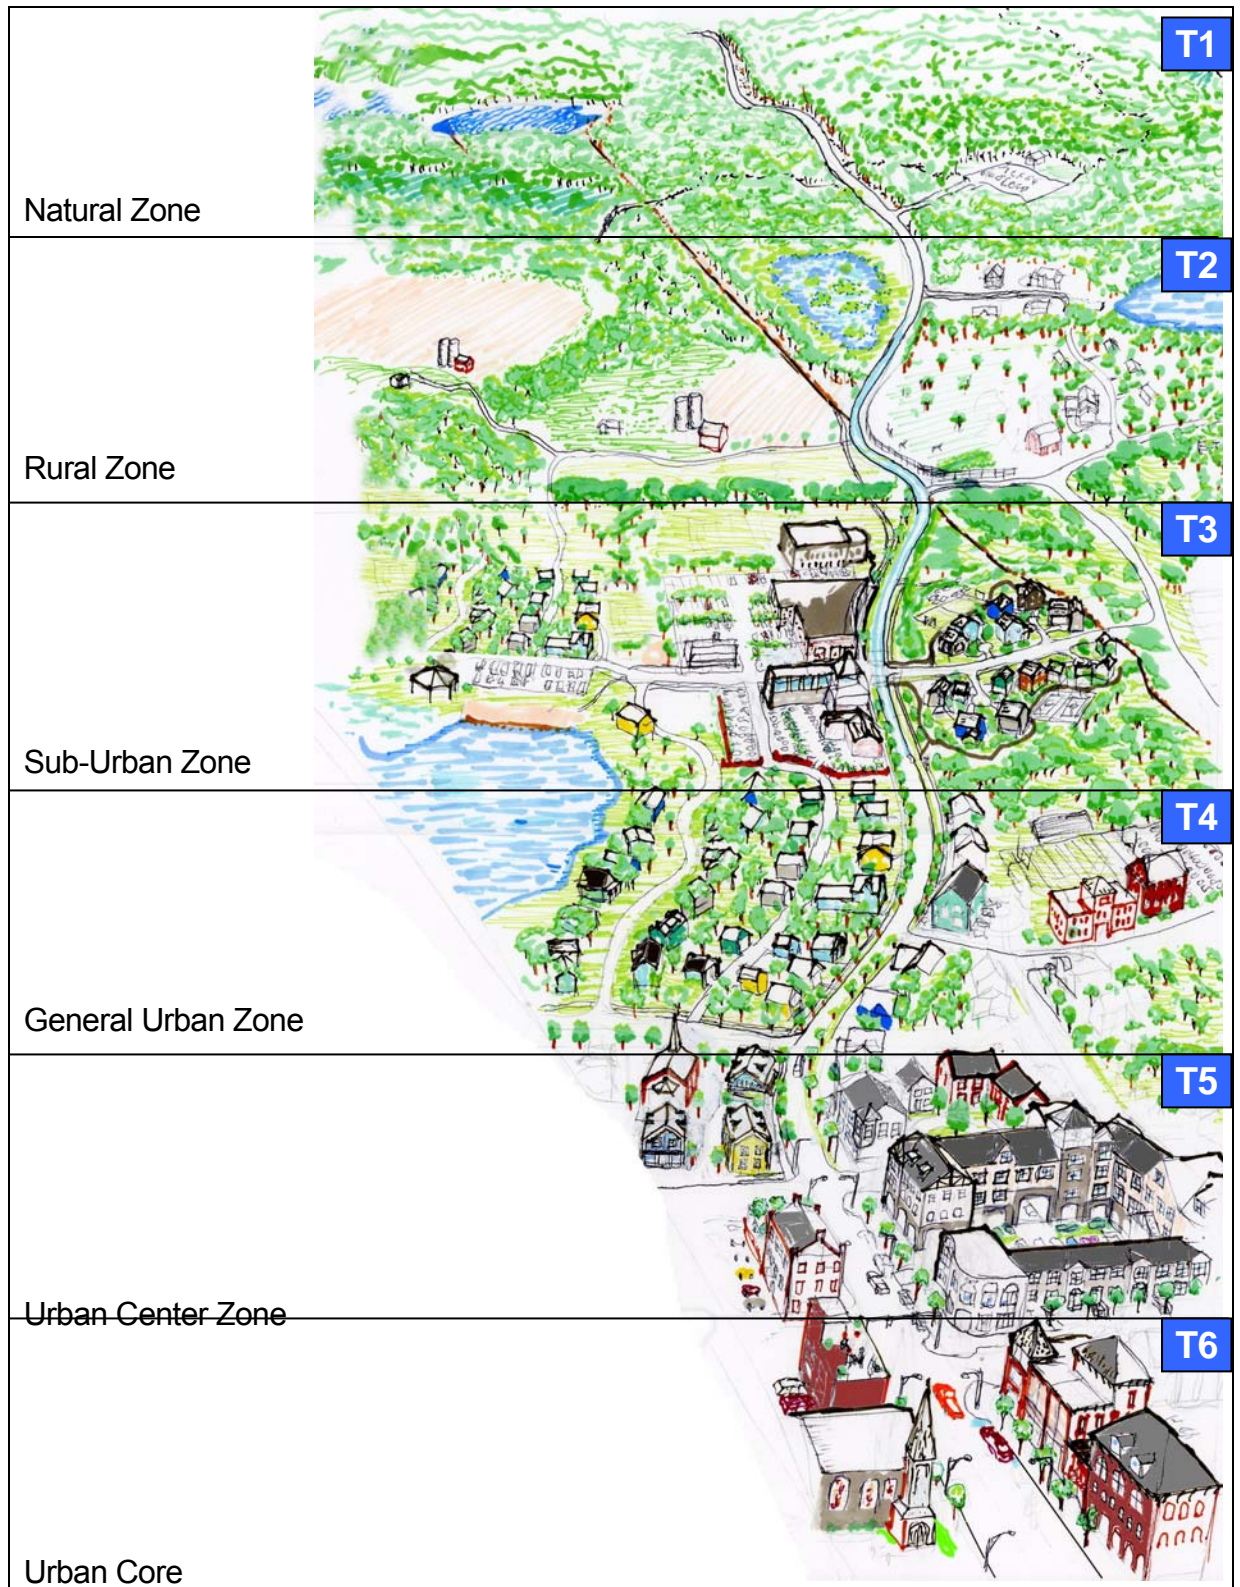 T1
Natural Zone
T2
Rural Zone
T3
Sub-Urban Zone
T4
General Urban Zone
T5
Urban Center Zone
T6
Urban Core